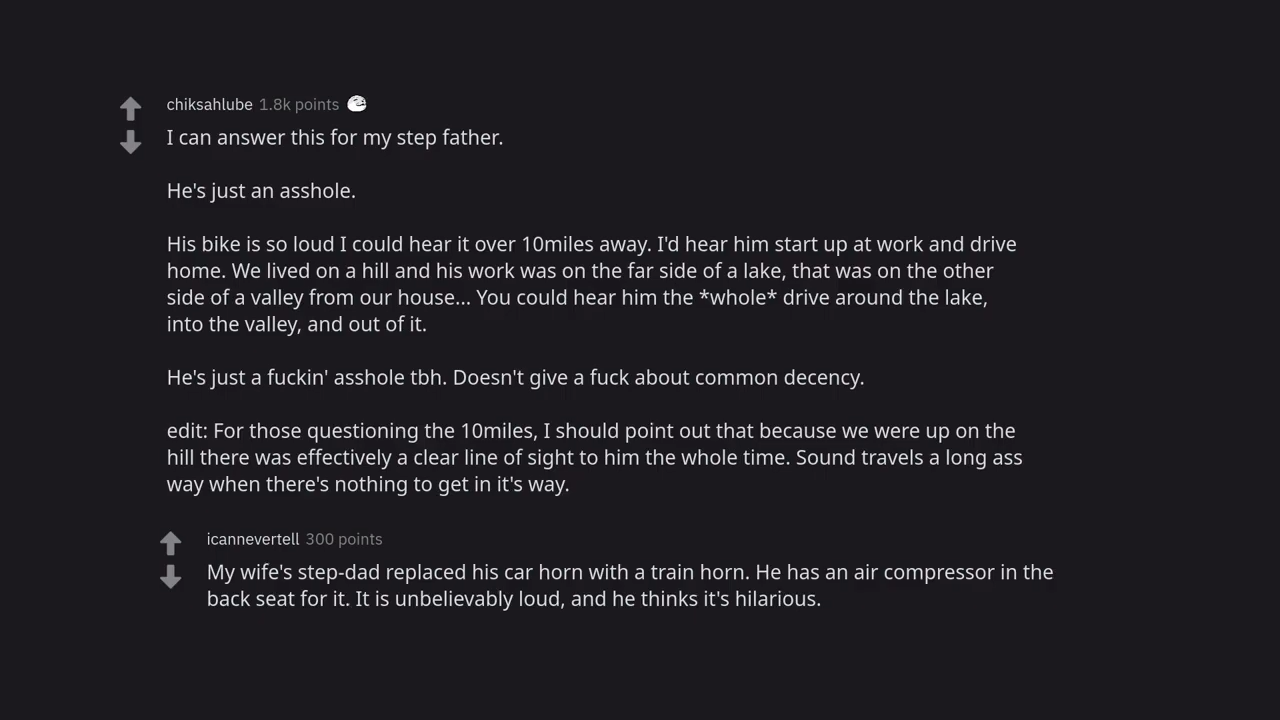 chiksahlube 1.8k points
I can answer this for my step father.
He's just an asshole.
His bike is so loud I could hear it over 10miles away. I'd hear him start up at work and drive
home. We lived on a hill and his work was on the far side of a lake, that was on the other
side of a valley from our house... You could hear him the *whole* drive around the lake,
into the valley, and out of it.
He's just a fuckin' asshole tbh. Doesn't give a fuck about common decency.
edit: For those questioning the 10miles, I should point out that because we were up on the
hill there was effectively a clear line of sight to him the whole time. Sound travels a long ass
way when there's nothing to get in it's way.
icannevertell 300 points
My wife's step-dad replaced his car horn with a train horn. He has an air compressor in the
back seat for it. It is unbelievably loud, and he thinks it's hilarious.